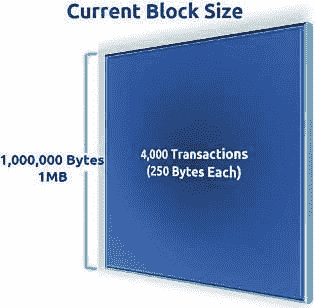 Current Block Size
1,000,000 Bytes
1MB
4,000 Transactions
(250 Bytes Each)